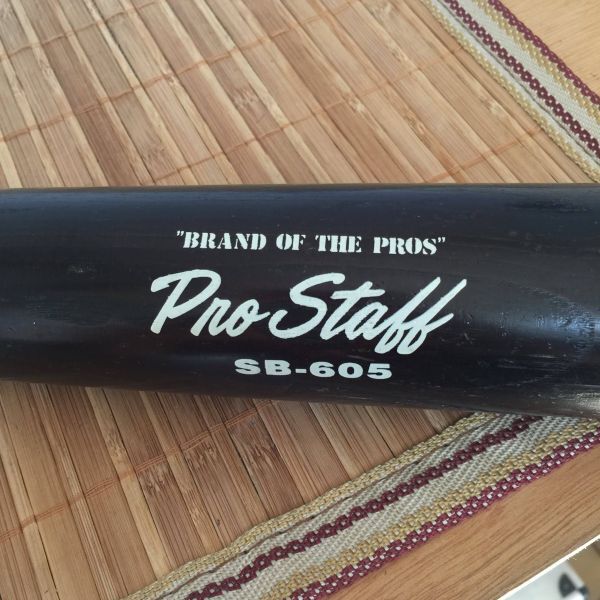 "BRAND OF THE PROS"
Pro Staff
SB-605